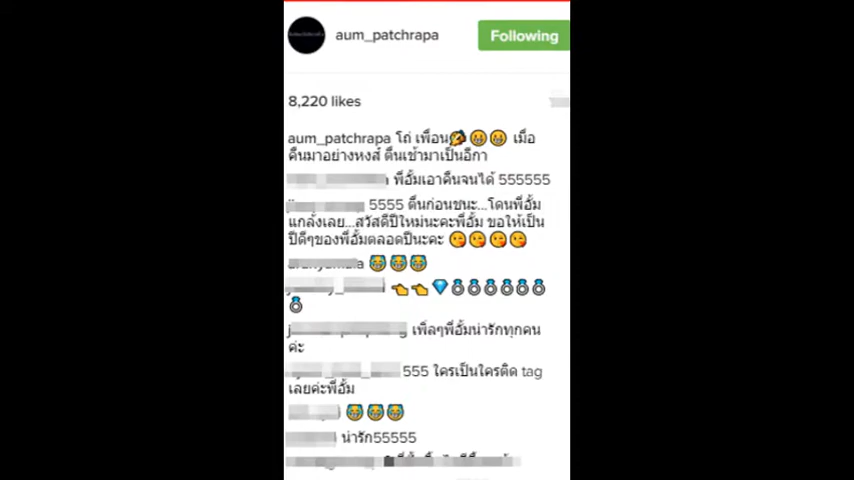 aum_patchrapa
Following
8,220 likes
aum_patchrapa โถ่ เพื่อน🤣😁😁 เมื่อ
คืนมาอย่างหงส์ ตื่นเช้ามาเป็นอีกา
พี่อั้มเอาคืนจนได้ 555555
5555 ตื่นก่อนชนะ...โดนพี่อั้ม
แกล้งเลย...สวัสดีปีใหม่นะคะพี่อั้ม ขอให้เป็น
ปีดีๆของพี่อั้มตลอดปีนะคะ 😘😘😘😘
😂😂😂
👈👈💎💍💍💍💍💍💍
💍
เพื่ลๆพี่อั้มน่ารักทุกคน
ค่ะ
555 ใครเป็นใครติด tag
เลยค่ะพี่อั้ม
😂😂😂
น่ารัก55555